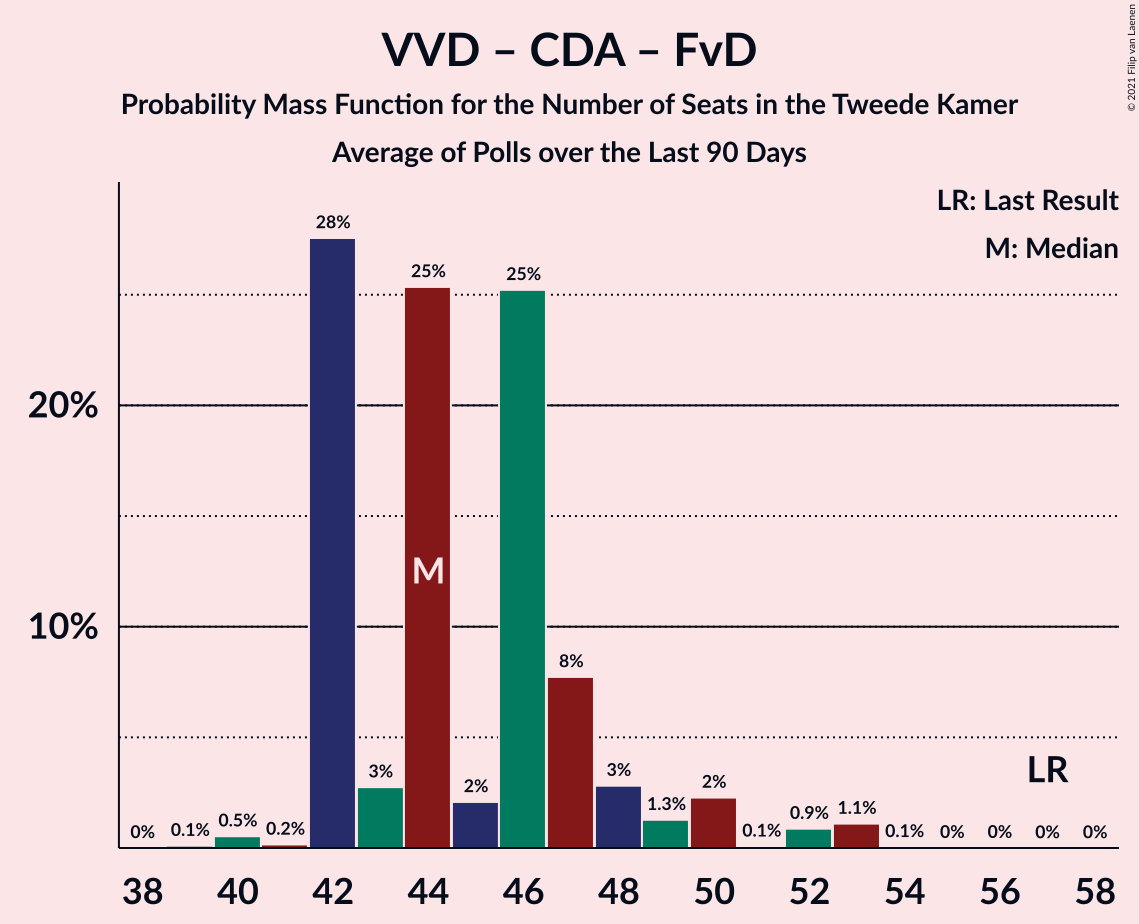 VVD – CDA – FvD
Probability Mass Function for the Number of Seats in the Tweede Kamer
Average of Polls over the Last 90 Days
© 2021 Filip van Laenen
LR: Last Result
M: Median
28%
25%
25%
20%
M
10%
8%
3%
3%
2%
2%
LR
0%
0.1%
0.5%
0.2%
1.3%
0.1%
0.9%
1.1%
0.1%
0%
0%
0%
0%
38 40 42 44 46 48 50 52 54 56 58